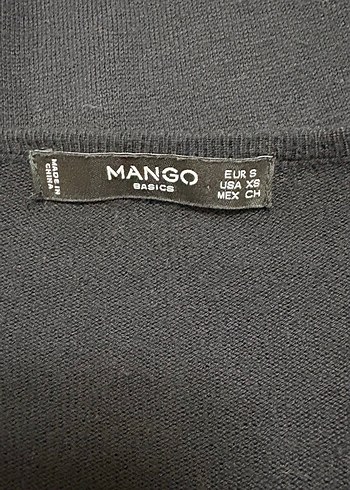 MADE IN
CHINA
MANGO
BASICS
EUR S
USA XS
MEX CH